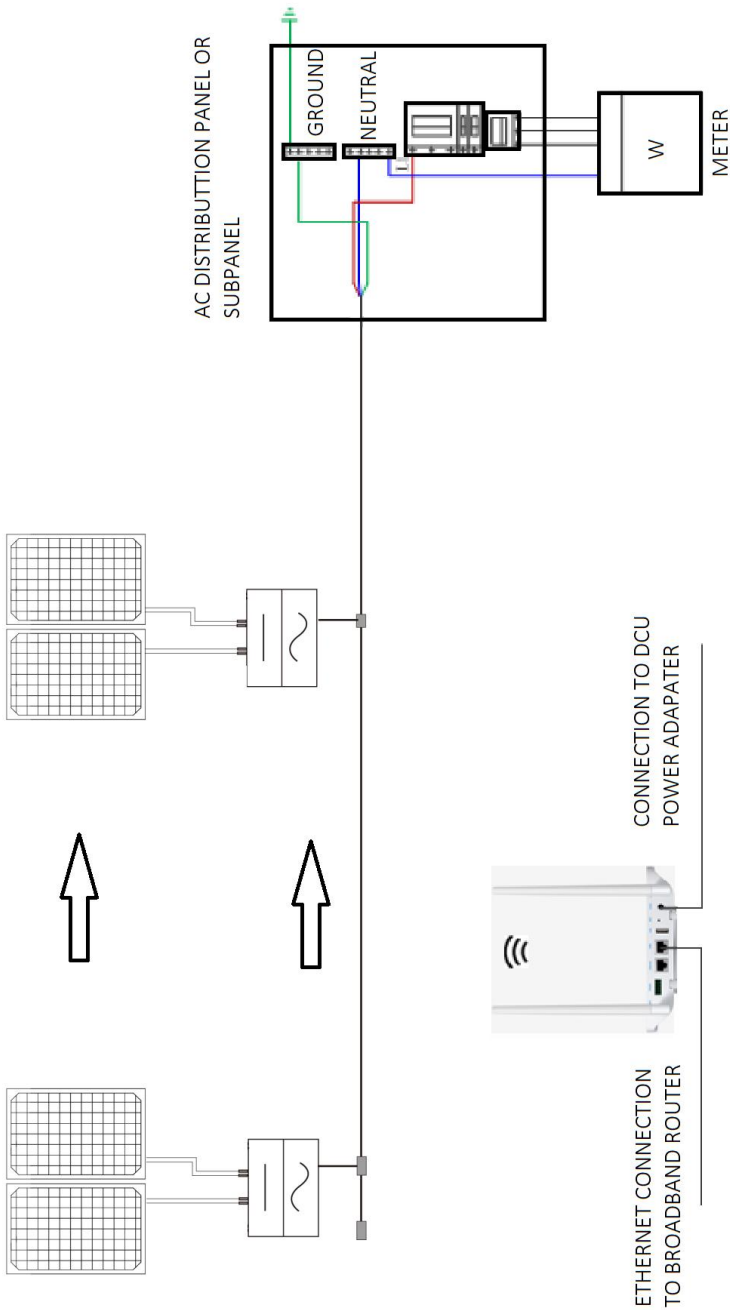 AC DISTRIBUTTION PANEL OR
SUBPANEL
GROUND
NEUTRAL
W
METER
CONNECTION TO DCU
POWER ADAPATER
ETHERNET CONNECTION
TO BROADBAND ROUTER